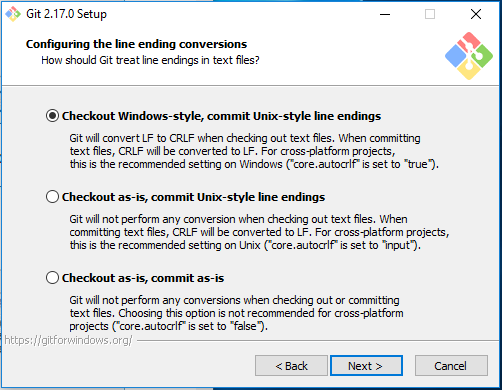 Git 2.17.0 Setup
Configuring the line ending conversions
How should Git treat line endings in text files?
Checkout Windows-style, commit Unix-style line endings
Git will convert LF to CRLF when checking out text files. When committing
text files, CRLF will be converted to LF. For cross-platform projects,
this is the recommended setting on Windows ("core.autocrlf" is set to "true").
Checkout as-is, commit Unix-style line endings
Git will not perform any conversion when checking out text files. When
committing text files, CRLF will be converted to LF. For cross-platform projects,
this is the recommended setting on Unix ("core.autocrlf" is set to "input").
Checkout as-is, commit as-is
Git will not perform any conversions when checking out or committing
text files. Choosing this option is not recommended for cross-platform
projects ("core.autocrlf" is set to "false").
https://gitforwindows.org/
< Back
Next >
Cancel